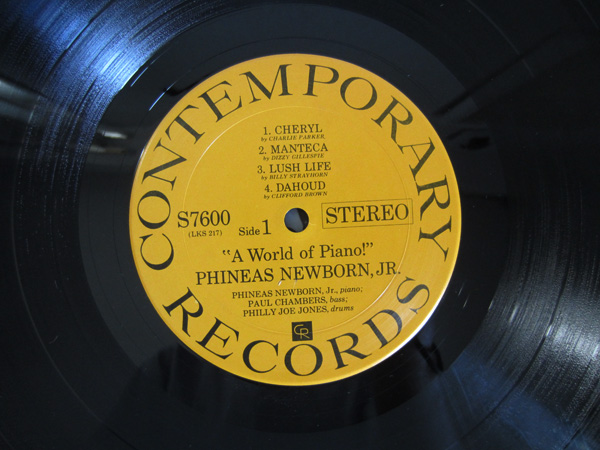 CONTEMPORARY
1. CHERYL
by CHARLIE PARKER,
2. MANTECA
by DIZZY GILLESPIE
3. LUSH LIFE
by BILLY STRAYHORN
4. DAHOUD
by CLIFFORD BROWN
S7600
(LKS 217)
Side 1
STEREO
"A World of Piano!"
PHINEAS NEWBORN, JR.
PHINEAS NEWBORN, Jr., piano;
PAUL CHAMBERS, bass;
PHILLY JOE JONES, drums
CR
RECORDS